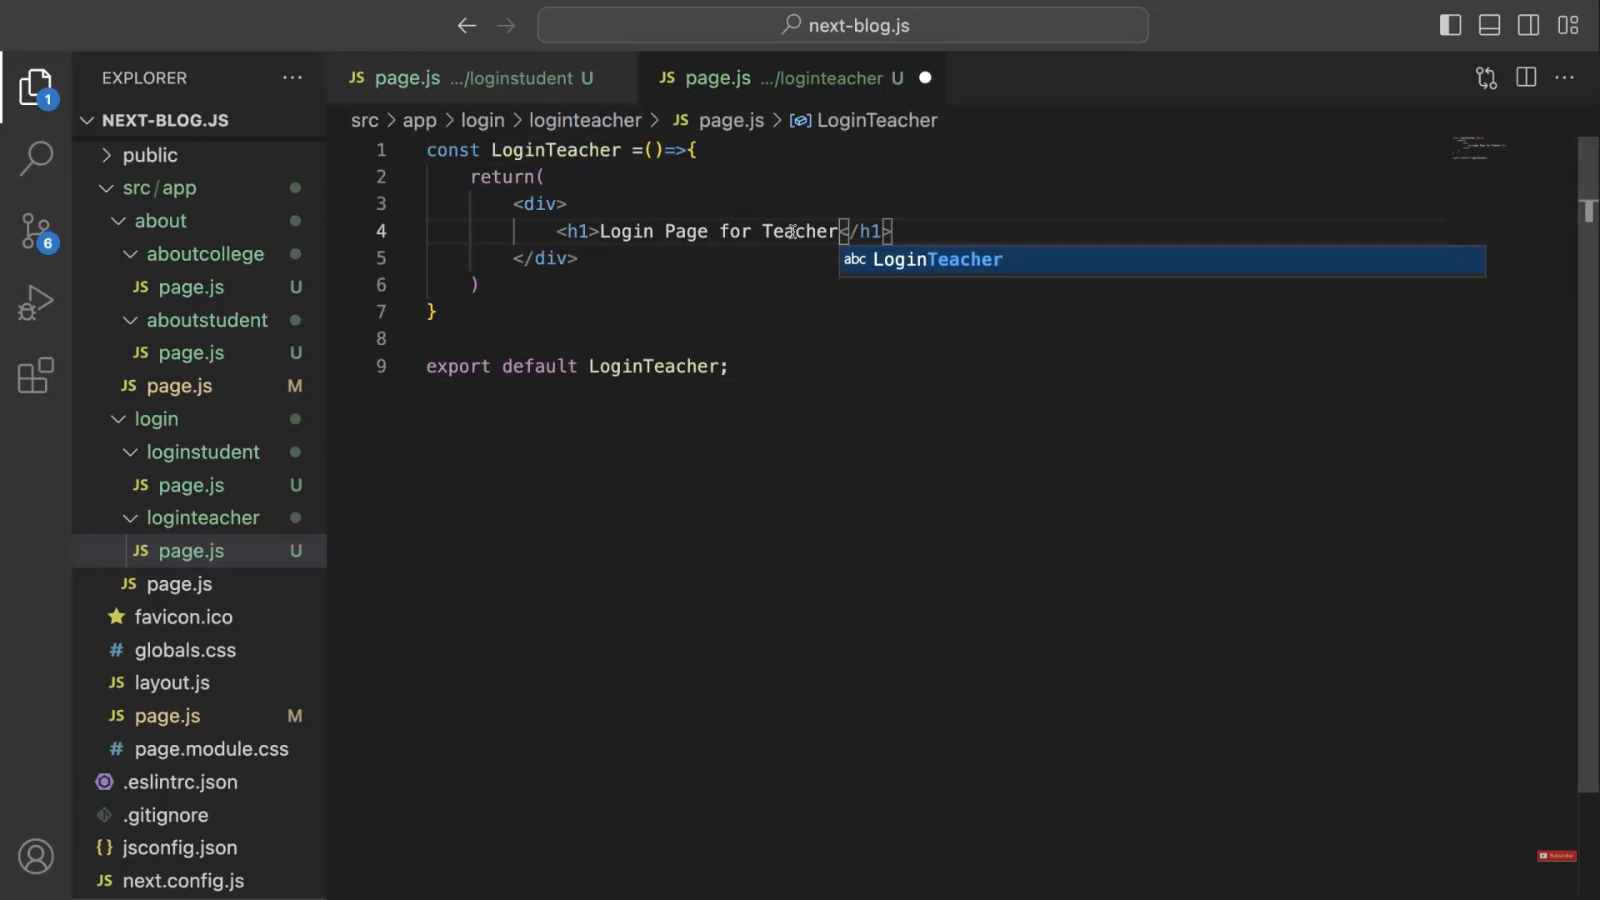 next-blog.js
1
6
EXPLORER
NEXT-BLOG.JS
public
src/app
about
aboutcollege
JS page.js U
aboutstudent
JS page.js U
JS page.js M
login
loginstudent
JS page.js U
loginteacher
JS page.js U
JS page.js
favicon.ico
# globals.css
JS layout.js
JS page.js M
# page.module.css
.eslintrc.json
.gitignore
{} jsconfig.json
JS next.config.js
JS page.js .../loginstudent U
JS page.js .../loginteacher U
src > app > login > loginteacher > JS page.js > LoginTeacher
1 const LoginTeacher =()=>{
2 return(
3 <div>
4 <h1>Login Page for Teacher</h1>
abc LoginTeacher
5 </div>
6 )
7 }
8
9 export default LoginTeacher;
Subscribe